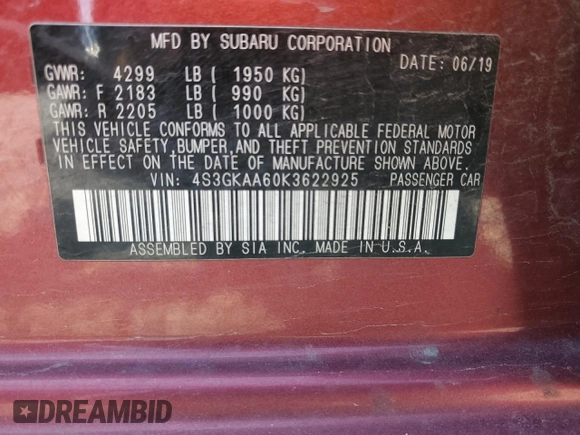 MFD BY SUBARU CORPORATION
DATE: 06/19
GVWR: 4299 LB ( 1950 KG)
GAWR: F 2183 LB ( 990 KG)
GAWR: R 2205 LB ( 1000 KG)
THIS VEHICLE CONFORMS TO ALL APPLICABLE FEDERAL MOTOR
VEHICLE SAFETY, BUMPER, AND THEFT PREVENTION STANDARDS
IN EFFECT ON THE DATE OF MANUFACTURE SHOWN ABOVE.
VIN: 4S3GKAA60K3622925 PASSENGER CAR
ASSEMBLED BY SIA INC. MADE IN U.S.A.
DREAMBID